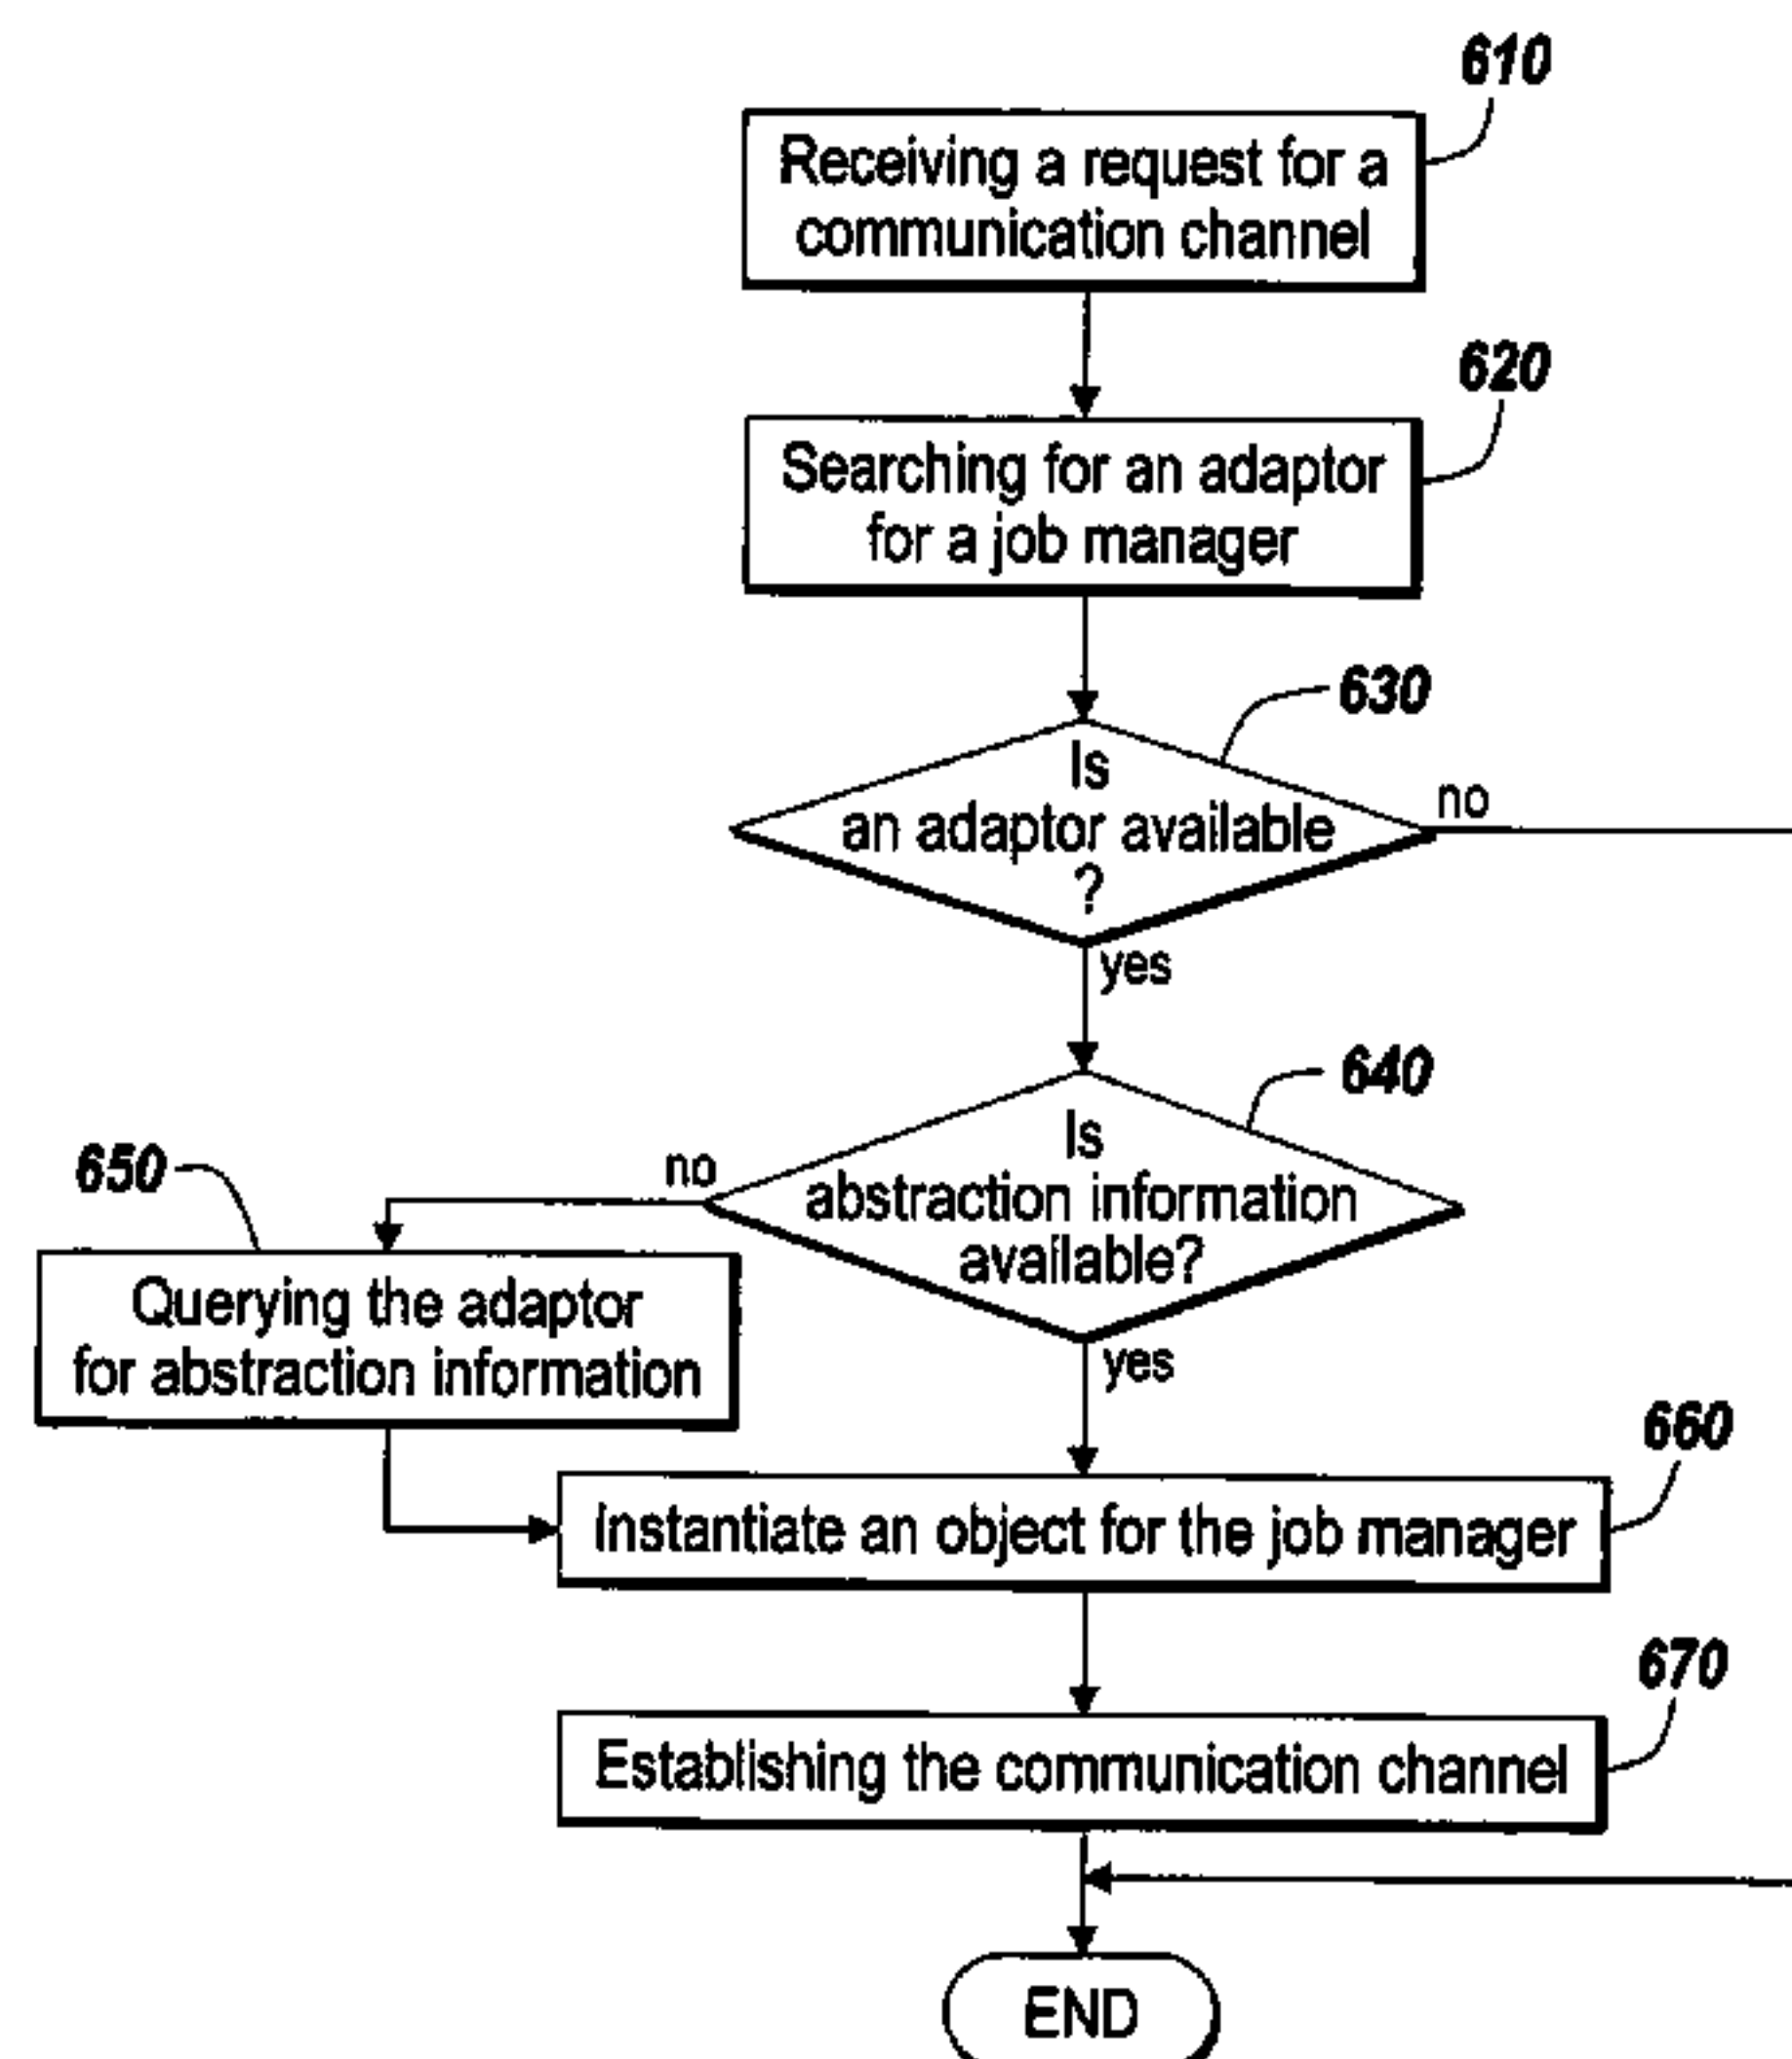 610
Receiving a request for a
communication channel
620
Searching for an adaptor
for a job manager
630
Is
an adaptor available
?
no
yes
640
Is
abstraction information
available?
no
yes
650
Querying the adaptor
for abstraction information
660
Instantiate an object for the job manager
670
Establishing the communication channel
END